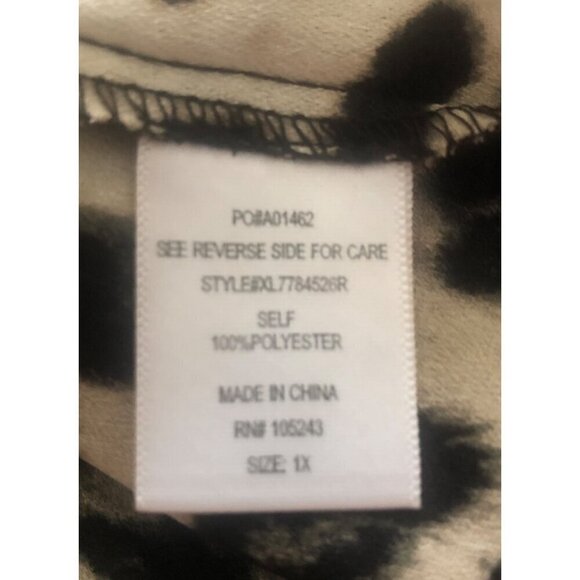 PO#A01462
SEE REVERSE SIDE FOR CARE
STYLE#XL7784526R
SELF
100%POLYESTER
MADE IN CHINA
RN# 105243
SIZE: 1X